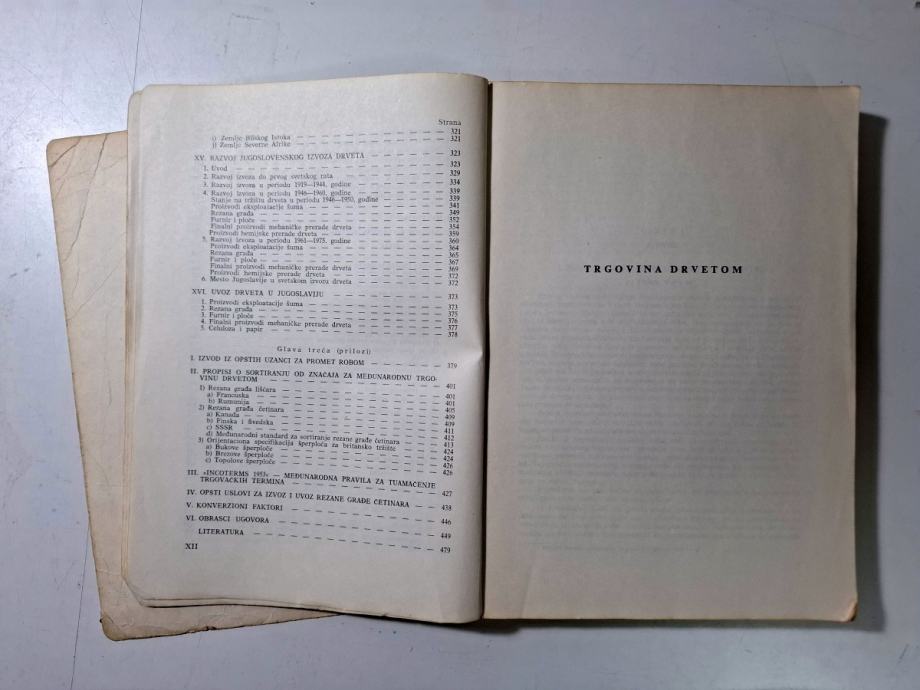 Strana
i) Zemlje Bliskog Istoka — 321
j) Zemlje Severne Afrike — 321
XV. RAZVOJ JUGOSLOVENSKOG IZVOZA DRVETA — 323
1. Uvod — 323
2. Razvoj izvoza do prvog svetskog rata — 329
3. Razvoj izvona u periodu 1919—1944. godine — 334
4. Razvoj izvoza u periodu 1946—1960. godine — 339
Stanje na tržištu drveta u periodu 1946—1950. godine — 339
Proizvodi eksploatacije šuma — 341
Rezana građa — 349
Furnir i ploče — 352
Finalni proizvodi mehaničke prerade drveta — 354
Proizvodi hemijske prerade drveta — 359
5. Razvoj izvoza u periodu 1961—1975. godine — 360
Proizvodi eksploatacije šuma — 364
Rezana građa — 365
Furnir i ploče — 367
Finalni proizvodi mehaničke prerade drveta — 369
Proizvodi hemijske prerade drveta — 372
6. Mesto Jugoslavije u svetskom izvozu drveta — 372
XVI. UVOZ DRVETA U JUGOSLAVIJU — 373
1. Proizvodi eksploatacije šuma — 373
2. Rezana građa — 375
3. Furnir i ploče — 376
4. Finalni proizvodi mehaničke prerade drveta — 377
5. Celuloza i papir — 378
Glava treća (prilozi)
I. IZVOD IZ OPSTIH UZANCI ZA PROMET ROBOM — 379
II. PROPISI O SORTIRANJU OD ZNAČAJA ZA MEĐUNARODNU TRGO-
VINU DRVETOM — 401
1) Rezana građa lišćara — 401
a) Francuska — 401
b) Rumunija — 405
2) Rezana građa četinara — 409
a) Kanada — 409
b) Finska i švedska — 411
c) SSSR — 412
d) Međunarodni standard za sortiranje rezane građe četinara — 413
3) Orijentaciona specifikacija šperploča za britansko tržište — 424
a) Bukove šperploče — 424
b) Brezove šperploče — 426
c) Topolove šperploče — 426
III. »INCOTERMS 1953« — MEĐUNARODNA PRAVILA ZA TUAMAČENJE
TRGOVAČKIH TERMINA — 427
IV. OPSTI USLOVI ZA IZVOZ I UVOZ REZANE GRAĐE ČETINARA — 438
V. KONVERZIONI FAKTORI — 446
VI. OBRASCI UGOVORA — 449
LITERATURA — 479
XII
TRGOVINA DRVETOM